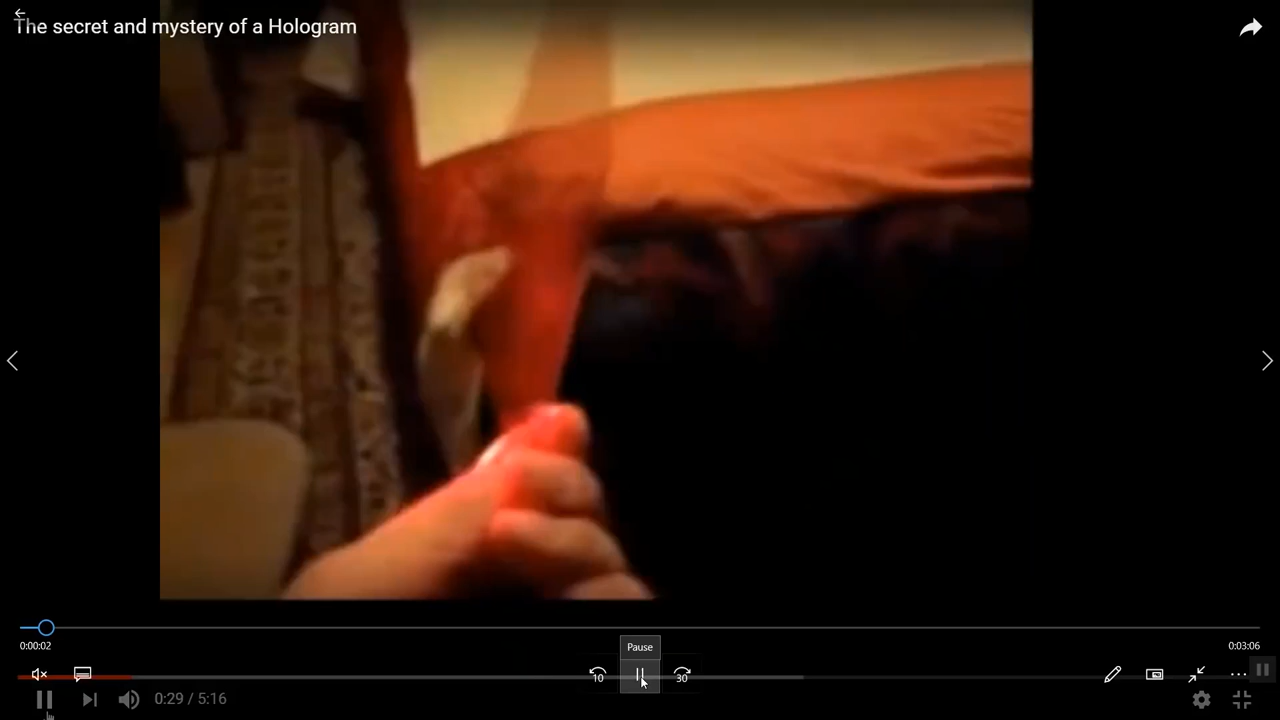 The secret and mystery of a Hologram
0:00:02
Pause
0:03:06
10
30
0:29 / 5:16